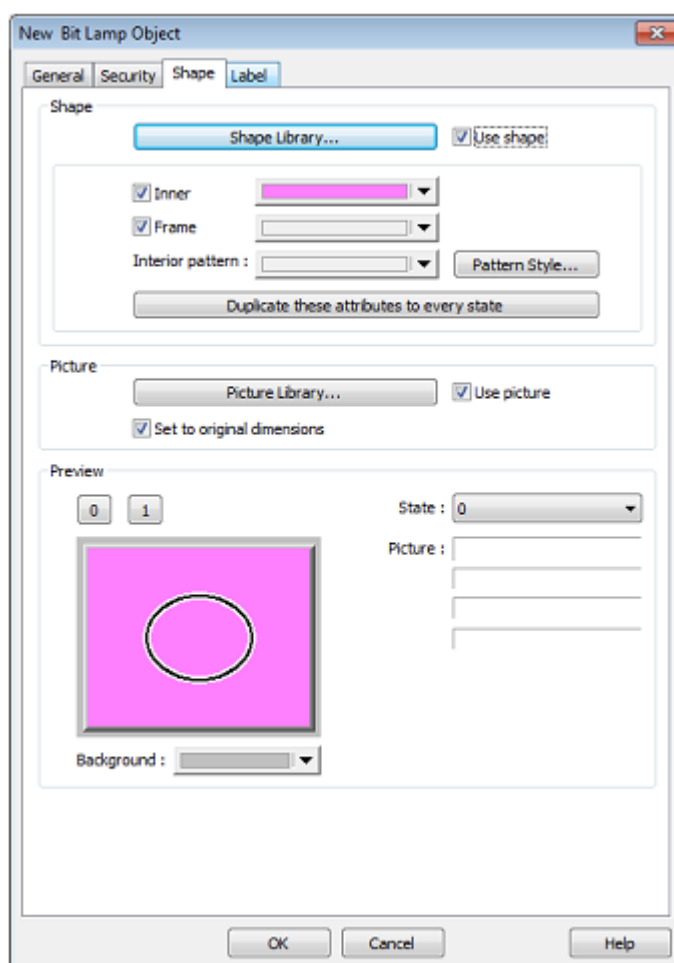 New Bit Lamp Object
General Security Shape Label
Shape
Shape Library... Use shape
Inner
Frame
Interior pattern : Pattern Style...
Duplicate these attributes to every state
Picture
Picture Library... Use picture
Set to original dimensions
Preview
0 1 State : 0
Picture :
Background :
OK Cancel Help